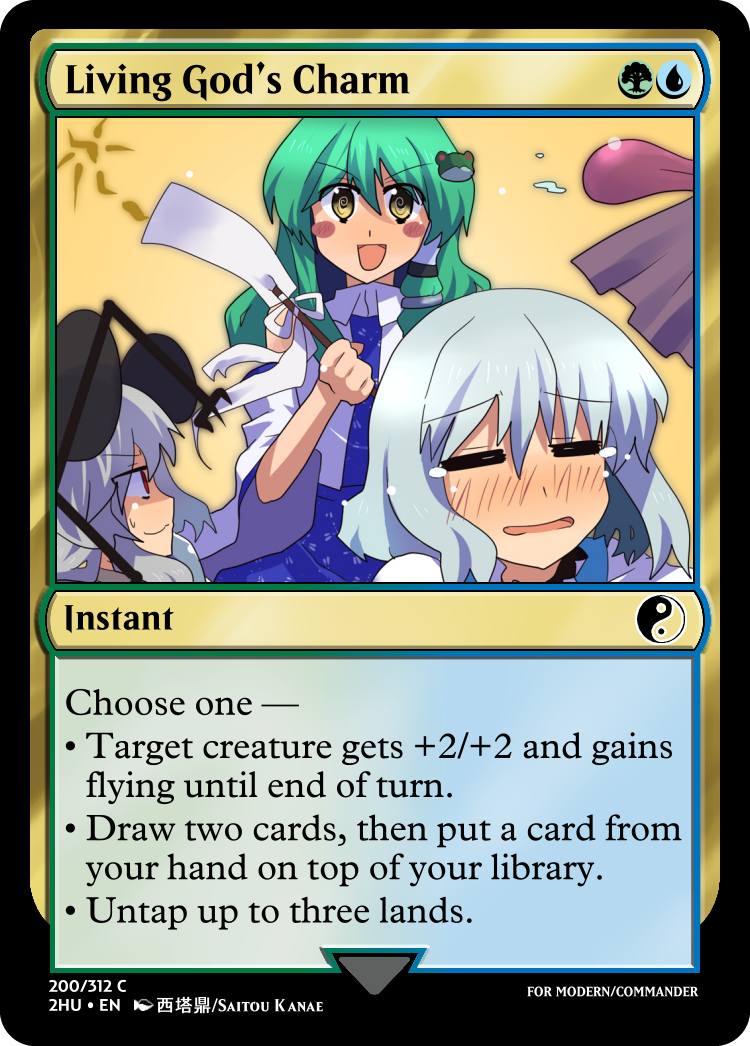 Living God's Charm
Instant
Choose one —
• Target creature gets +2/+2 and gains
flying until end of turn.
• Draw two cards, then put a card from
your hand on top of your library.
• Untap up to three lands.
200/312 C
2HU • EN 西塔鼎/Saitou Kanae
FOR MODERN/COMMANDER